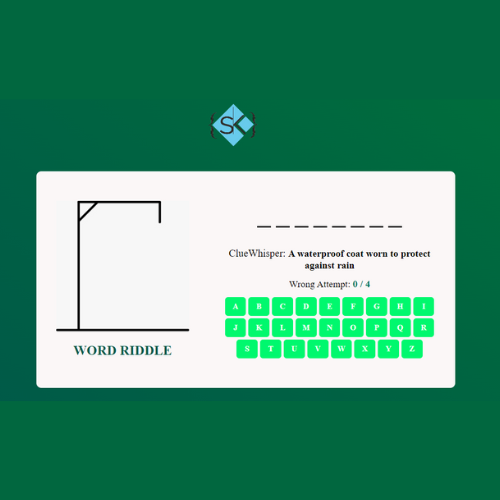 {SK}
ClueWhisper: A waterproof coat worn to protect
against rain
Wrong Attempt: 0 / 4
A B C D E F G H I
J K L M N O P Q R
S T U V W X Y Z
WORD RIDDLE